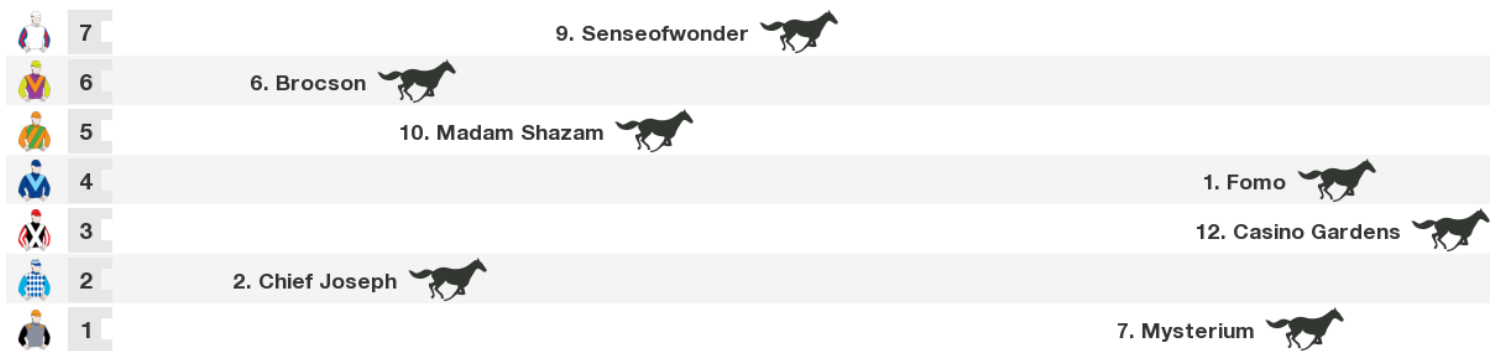 7 9. Senseofwonder
6 6. Brocson
5 10. Madam Shazam
4 1. Fomo
3 12. Casino Gardens
2 2. Chief Joseph
1 7. Mysterium